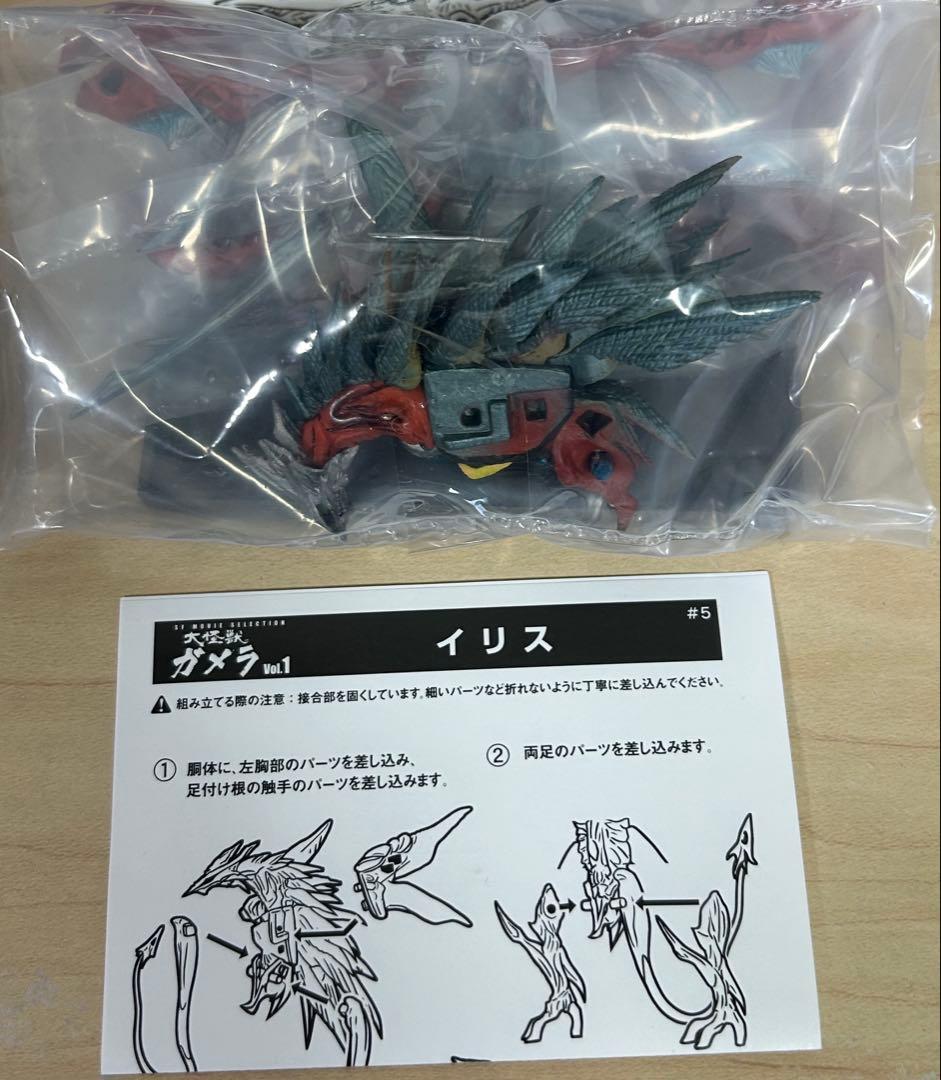 SF MOVIE SELECTION
大怪獣
ガメラ Vol.1
イリス
#5
組み立てる際の注意：接合部を固くしています。細いパーツなど折れないように丁寧に差し込んでください。
① 胴体に、左胸部のパーツを差し込み、
足付け根の触手のパーツを差し込みます。
② 両足のパーツを差し込みます。